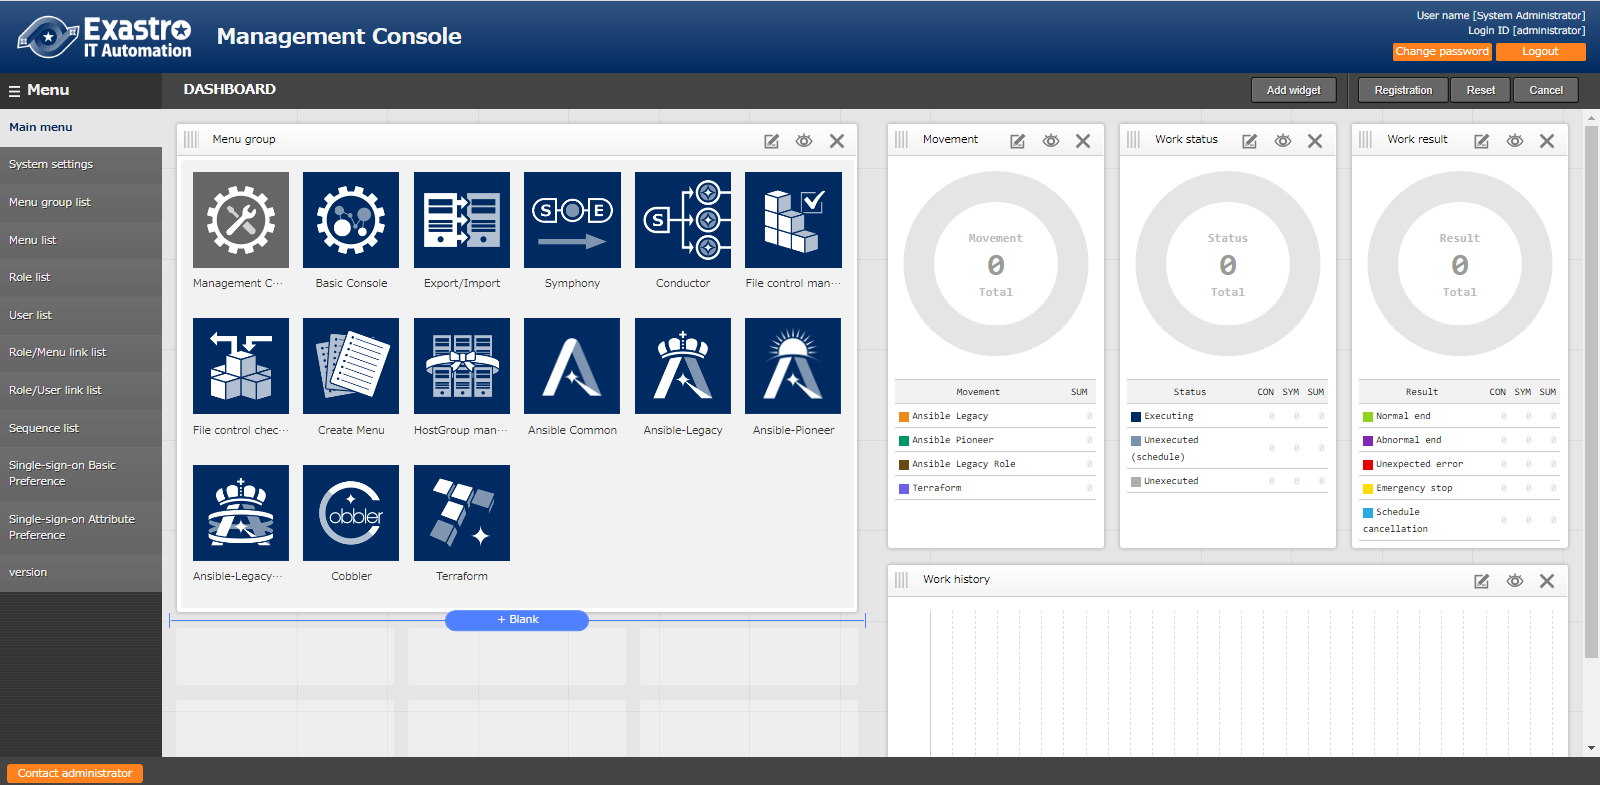 Exastro
IT Automation
Management Console
User name [System Administrator]
Login ID [administrator]
Change password
Logout
Menu
DASHBOARD
Add widget
Registration
Reset
Cancel
Main menu
System settings
Menu group list
Menu list
Role list
User list
Role/Menu link list
Role/User link list
Sequence list
Single-sign-on Basic
Preference
Single-sign-on Attribute
Preference
version
Menu group
Management C···
Basic Console
Export/Import
S E
Symphony
S
Conductor
File control man···
File control chec···
Create Menu
HostGroup man···
Ansible Common
Ansible-Legacy
Ansible-Pioneer
Ansible-Legacy···
Cobbler
Cobbler
Terraform
+ Blank
Movement
Movement
0
Total
Movement SUM
Ansible Legacy 0
Ansible Pioneer 0
Ansible Legacy Role 0
Terraform 0
Work status
Status
0
Total
Status CON SYM SUM
Executing 0 0 0
Unexecuted
(schedule) 0 0 0
Unexecuted 0 0 0
Work result
Result
0
Total
Result CON SYM SUM
Normal end 0 0 0
Abnormal end 0 0 0
Unexpected error 0 0 0
Emergency stop 0 0 0
Schedule
cancellation 0 0 0
Work history
Contact administrator